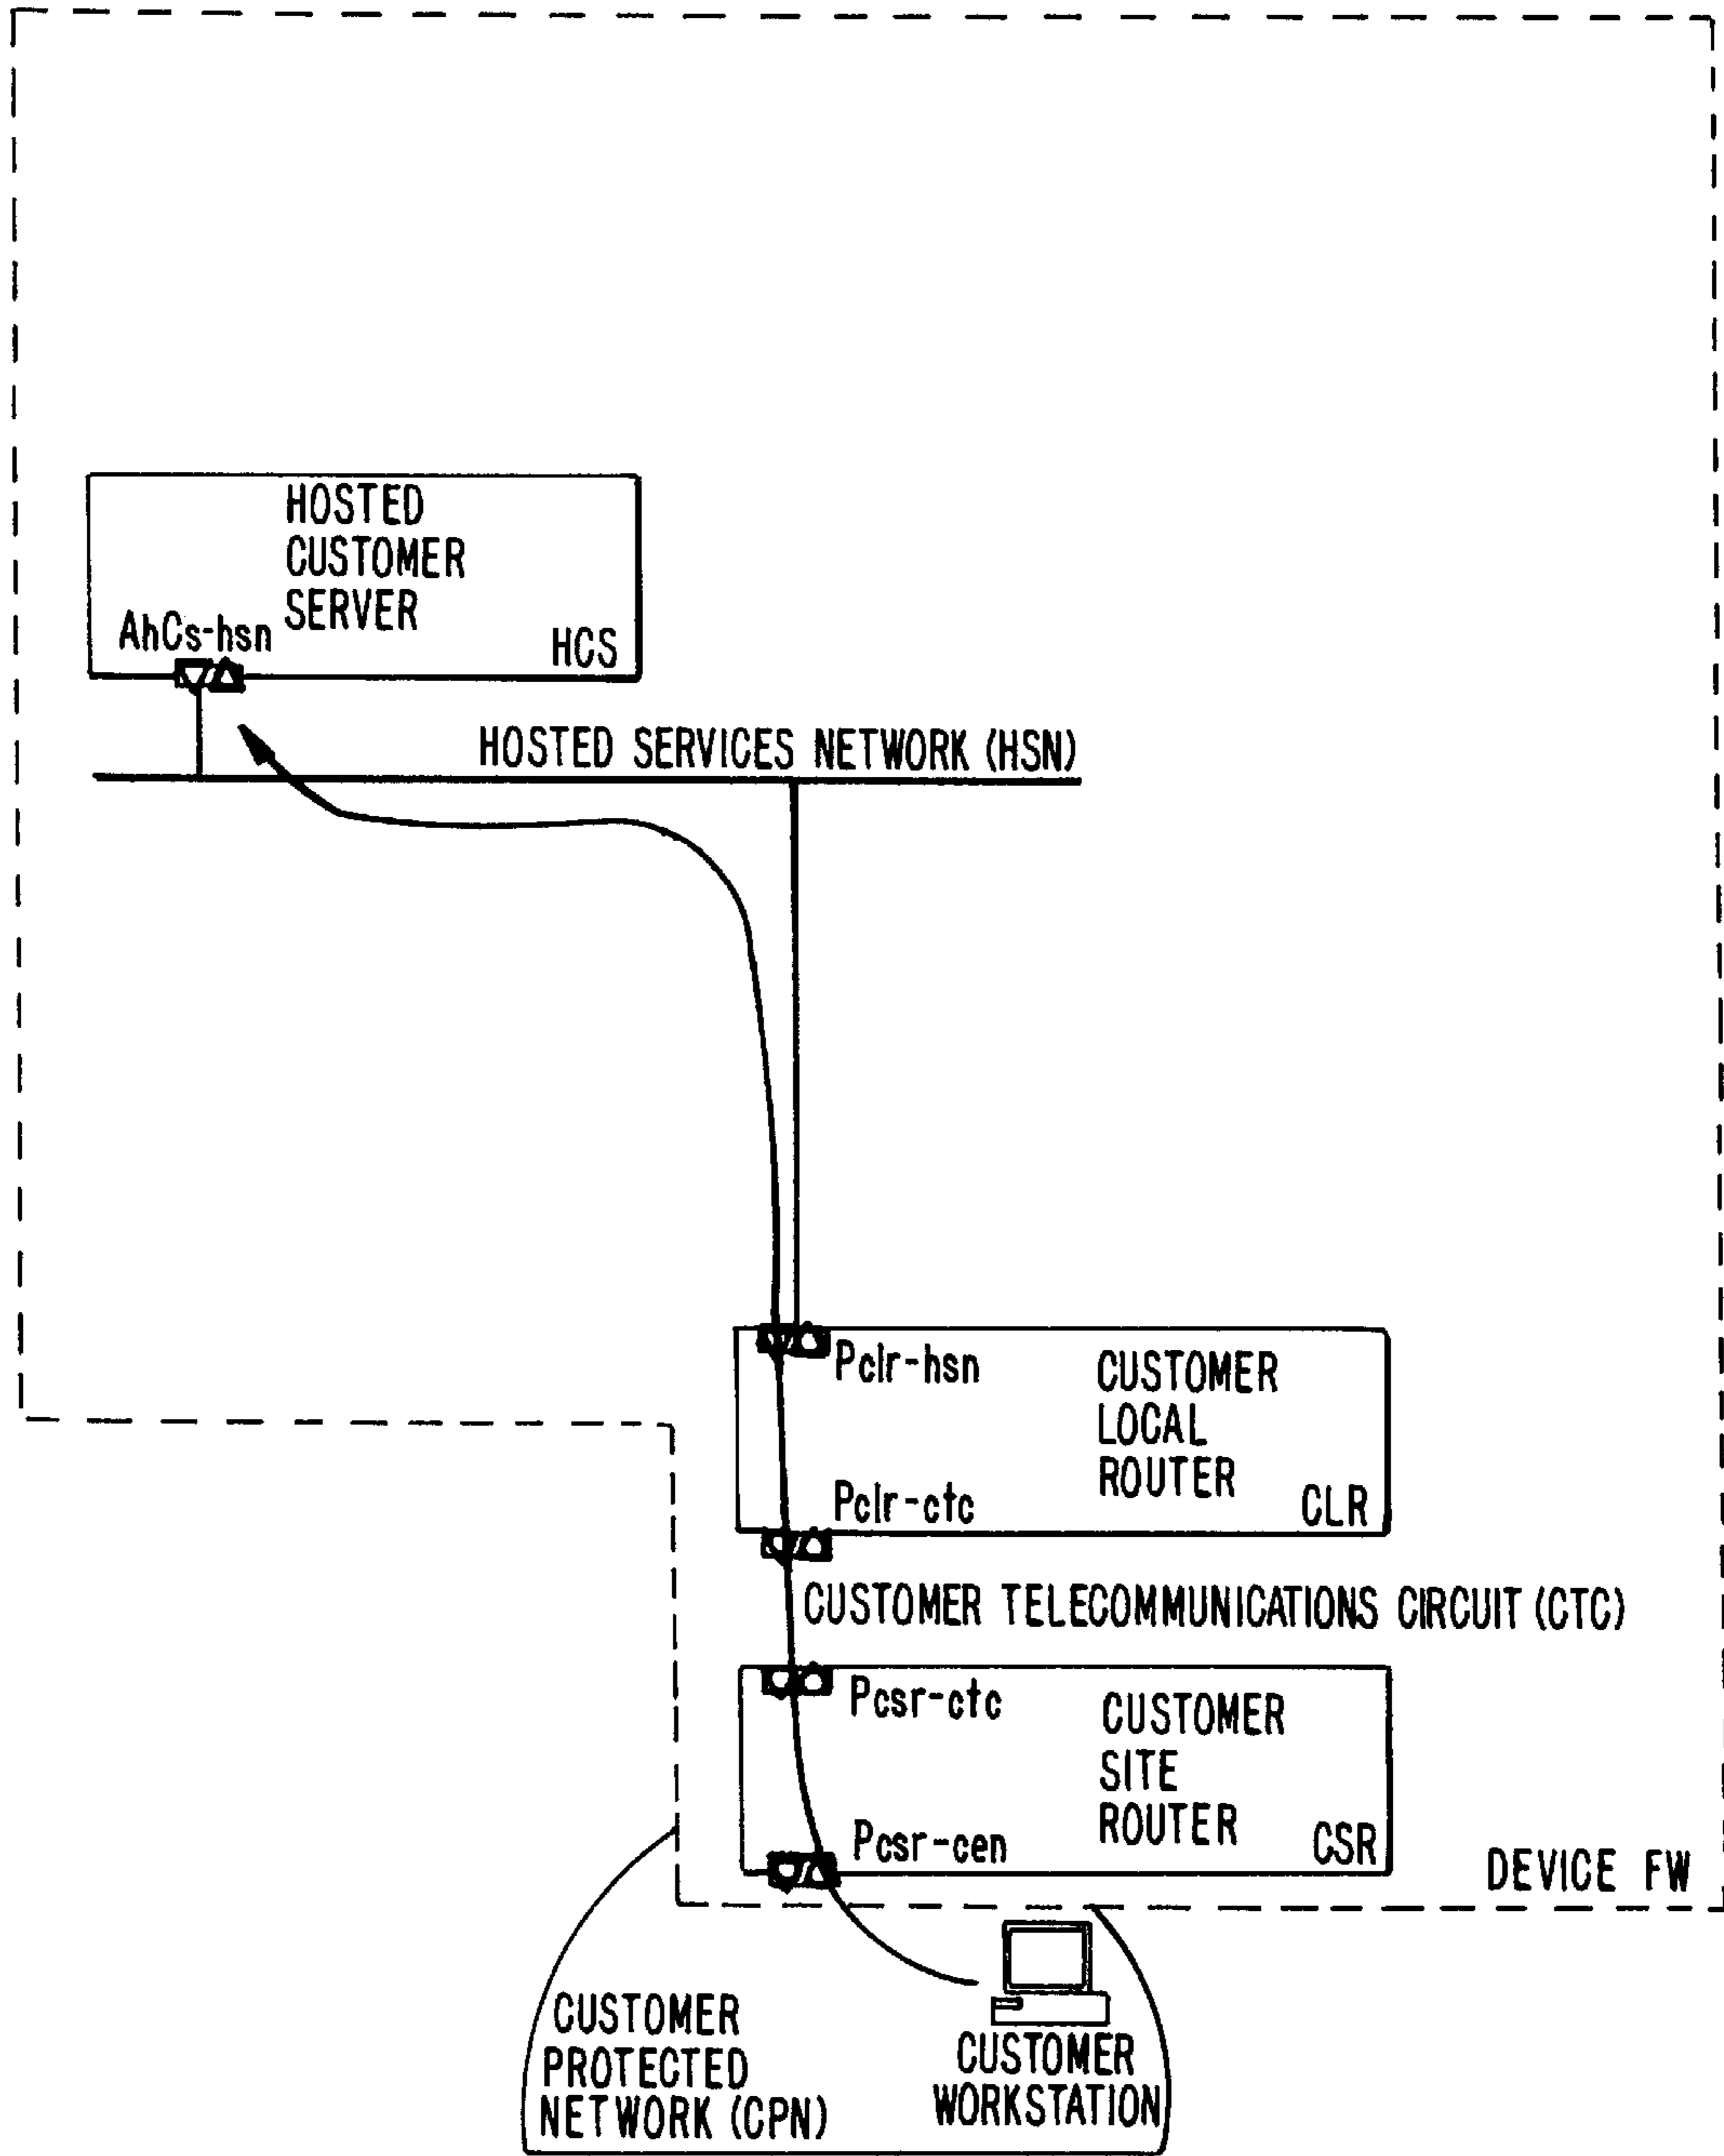 HOSTED
CUSTOMER
SERVER
AhCs-hsn
HCS
HOSTED SERVICES NETWORK (HSN)
Pclr-hsn
CUSTOMER
LOCAL
ROUTER
Pclr-ctc
CLR
CUSTOMER TELECOMMUNICATIONS CIRCUIT (CTC)
Pcsr-ctc
CUSTOMER
SITE
ROUTER
Pcsr-cen
CSR
DEVICE FW
CUSTOMER
PROTECTED
NETWORK (CPN)
CUSTOMER
WORKSTATION